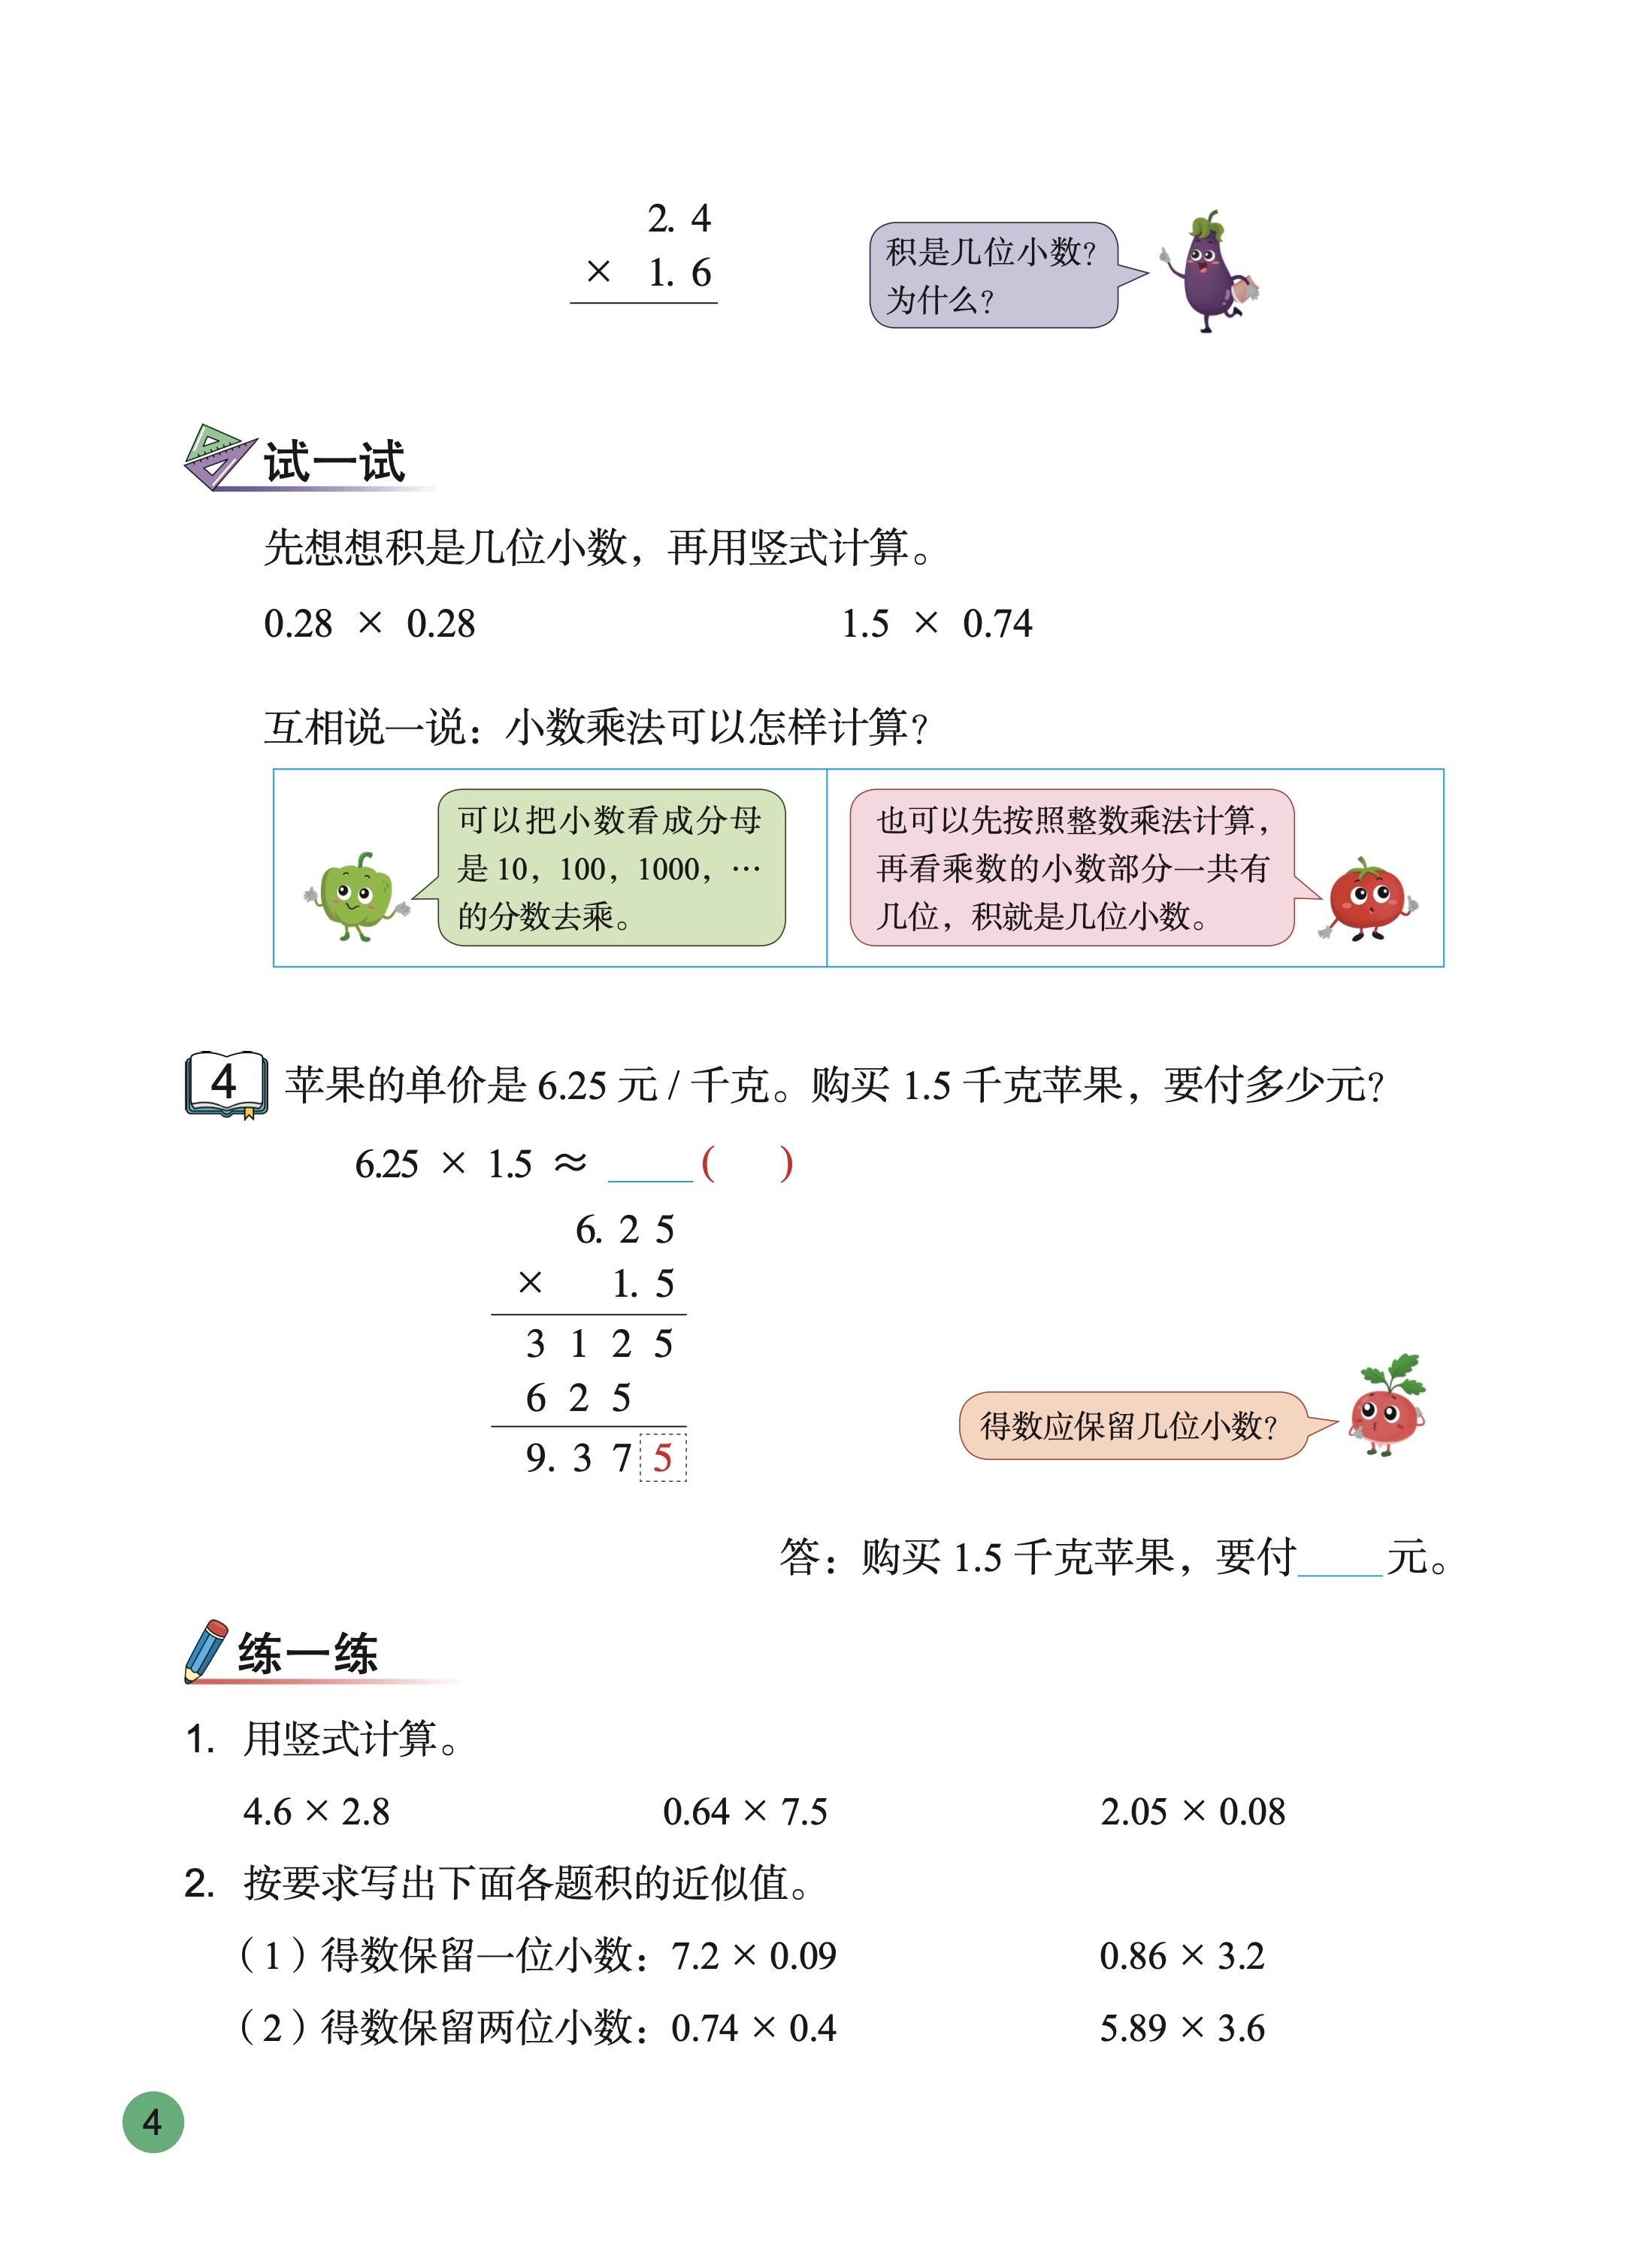 2. 4
× 1. 6
积是几位小数？
为什么？
试一试
先想想积是几位小数，再用竖式计算。
0.28 × 0.28 1.5 × 0.74
互相说一说：小数乘法可以怎样计算？
可以把小数看成分母
是 10，100，1000，…
的分数去乘。
也可以先按照整数乘法计算，
再看乘数的小数部分一共有
几位，积就是几位小数。
4 苹果的单价是 6.25 元 / 千克。购买 1.5 千克苹果，要付多少元？
6.25 × 1.5 ≈ ____( )
6. 2 5
× 1. 5
3 1 2 5
6 2 5
9. 3 7 5
得数应保留几位小数？
答：购买 1.5 千克苹果，要付____元。
练一练
1. 用竖式计算。
4.6 × 2.8 0.64 × 7.5 2.05 × 0.08
2. 按要求写出下面各题积的近似值。
（1）得数保留一位小数：7.2 × 0.09 0.86 × 3.2
（2）得数保留两位小数：0.74 × 0.4 5.89 × 3.6
4